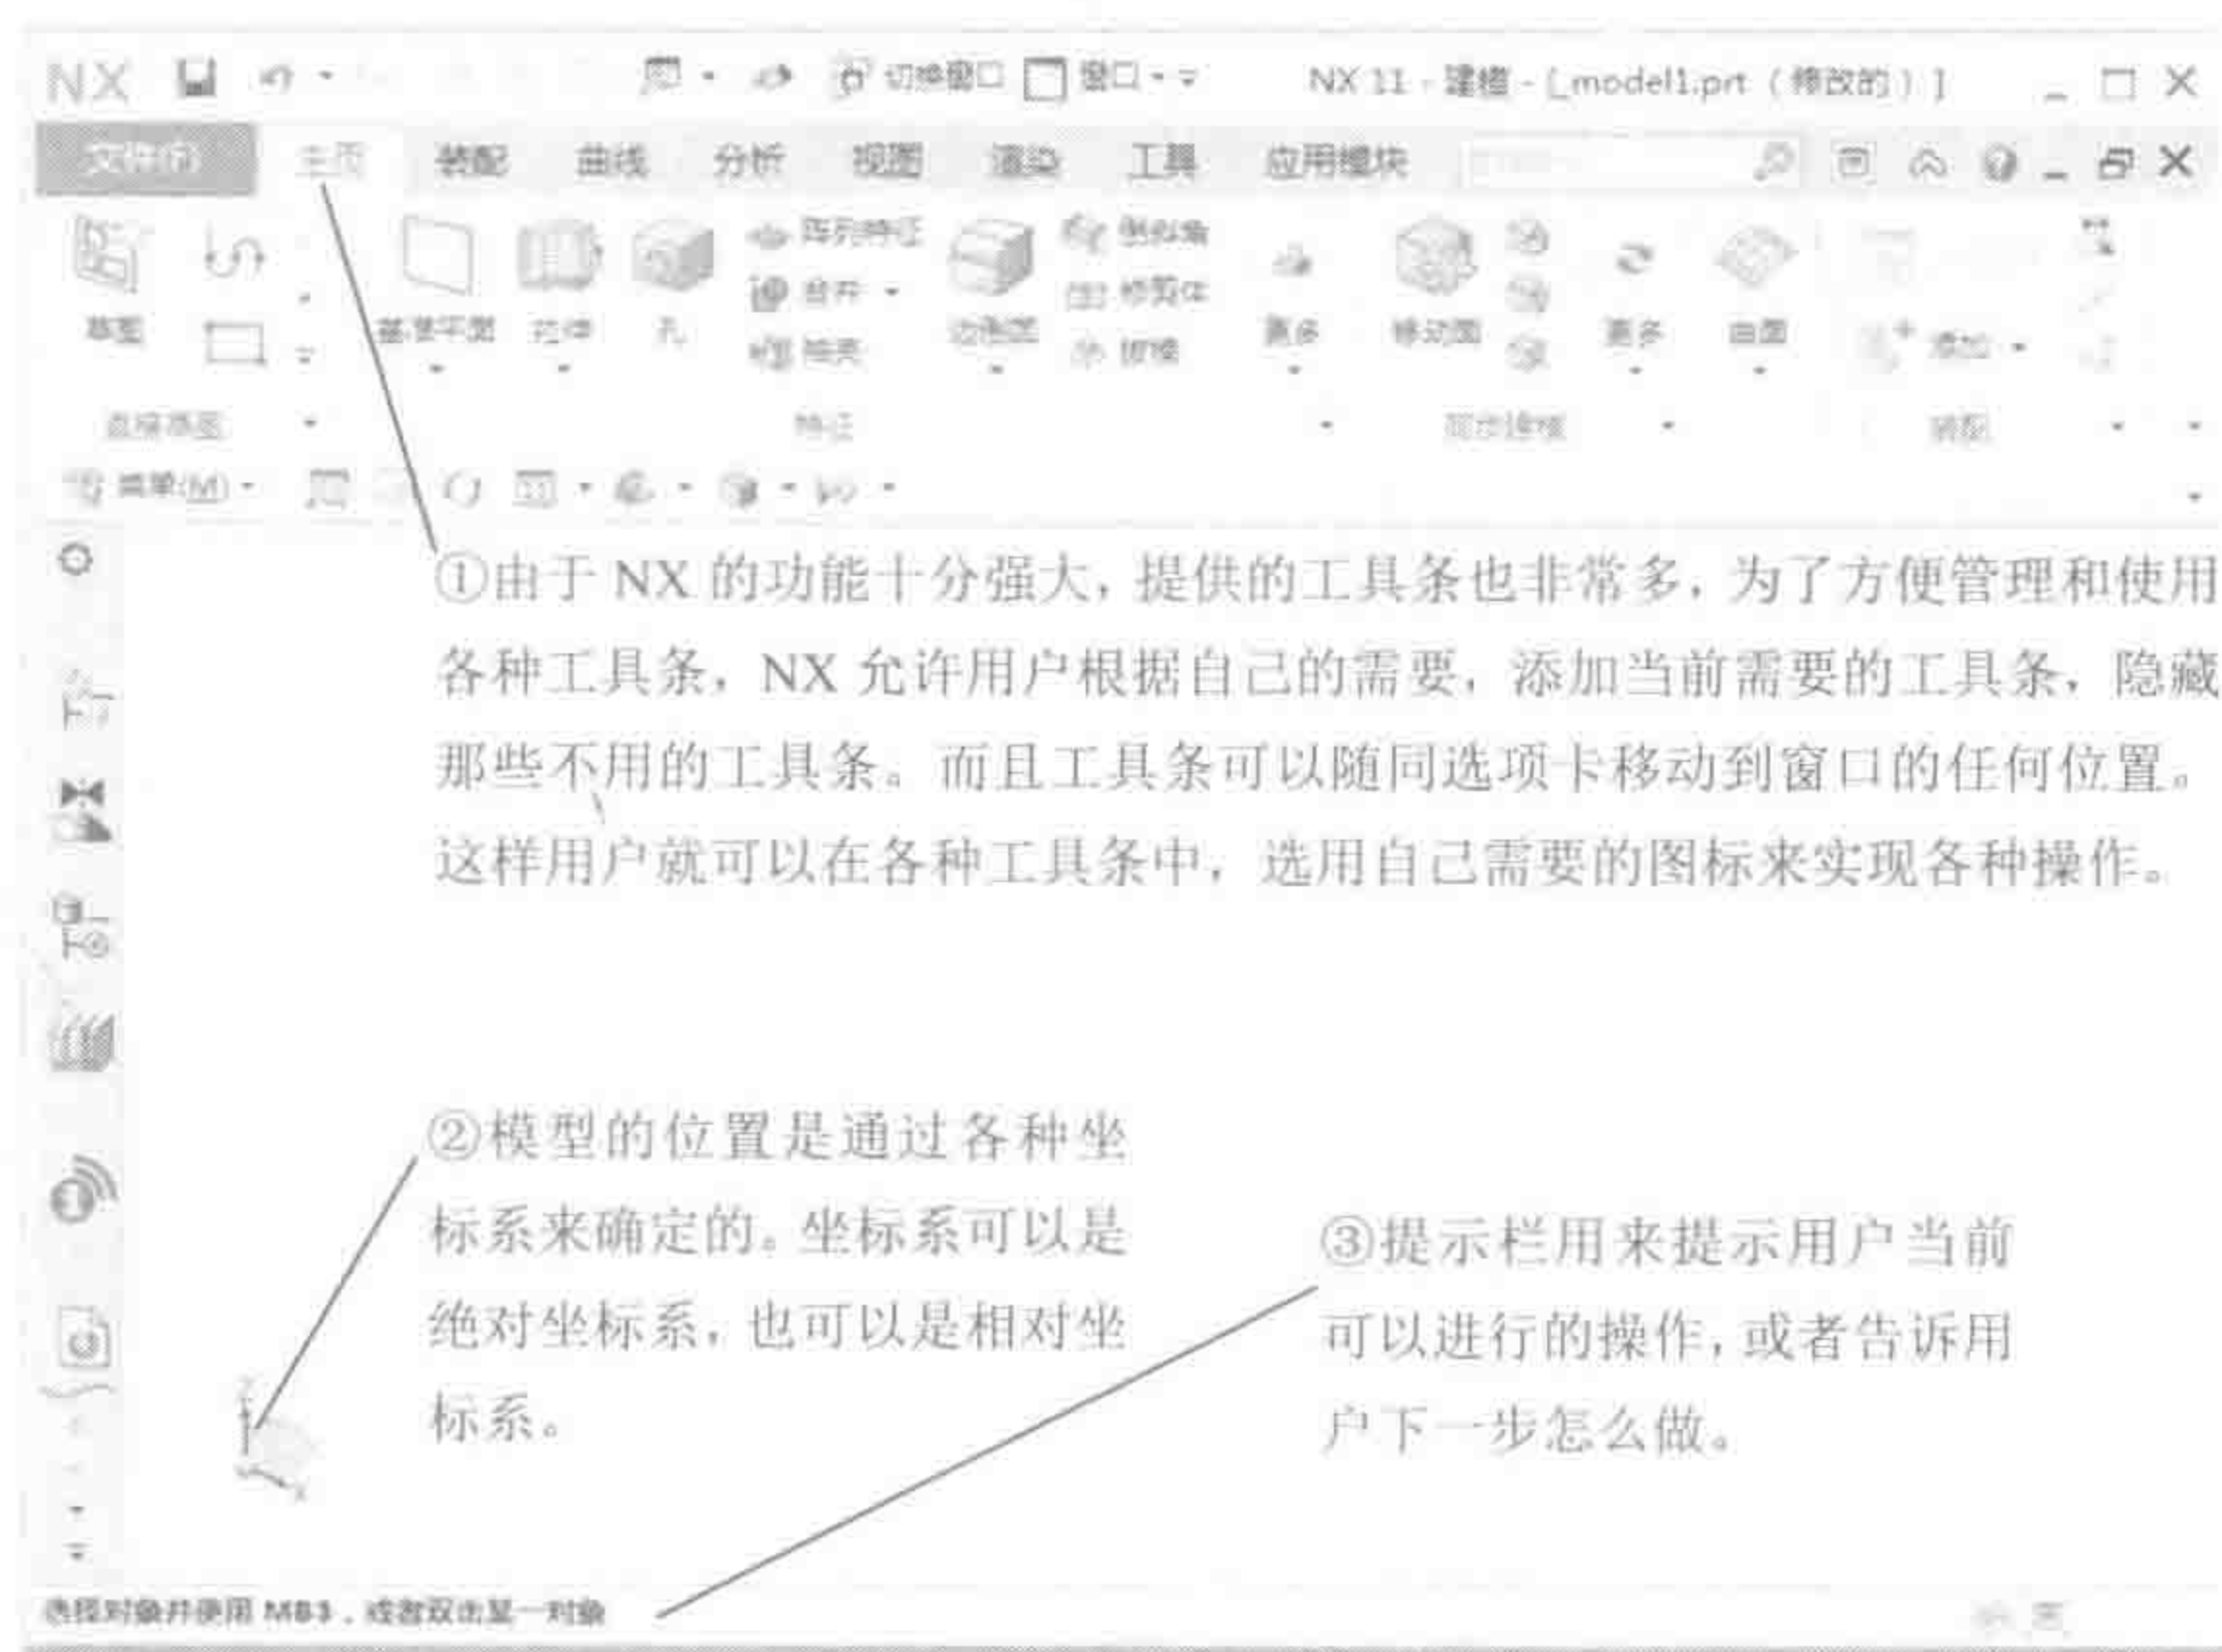 NX 切换窗口 窗口 NX 11 - 建模 - [_model1.prt （修改的）]
文件(F) 主页 装配 曲线 分析 视图 渲染 工具 应用模块
阵列特征 倒斜角
合并 修剪体
草图 基准平面 拉伸 孔 边倒圆 更多 移动面 更多 曲面 添加
抽壳 拔模
直接草图 特征 同步建模 装配
菜单(M)
①由于 NX 的功能十分强大，提供的工具条也非常多，为了方便管理和使用
各种工具条，NX 允许用户根据自己的需要，添加当前需要的工具条，隐藏
那些不用的工具条。而且工具条可以随同选项卡移动到窗口的任何位置。
这样用户就可以在各种工具条中，选用自己需要的图标来实现各种操作。
②模型的位置是通过各种坐
标系来确定的。坐标系可以是
绝对坐标系，也可以是相对坐
标系。
③提示栏用来提示用户当前
可以进行的操作，或者告诉用
户下一步怎么做。
Z
X
选择对象并使用 MB3，或者双击某一对象